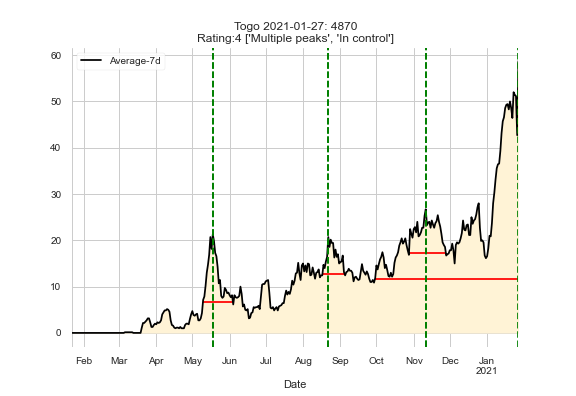 Togo 2021-01-27: 4870
Rating:4 ['Multiple peaks', 'In control']
Average-7d
60
50
40
30
20
10
0
Feb Mar Apr May Jun Jul Aug Sep Oct Nov Dec Jan
2021
Date